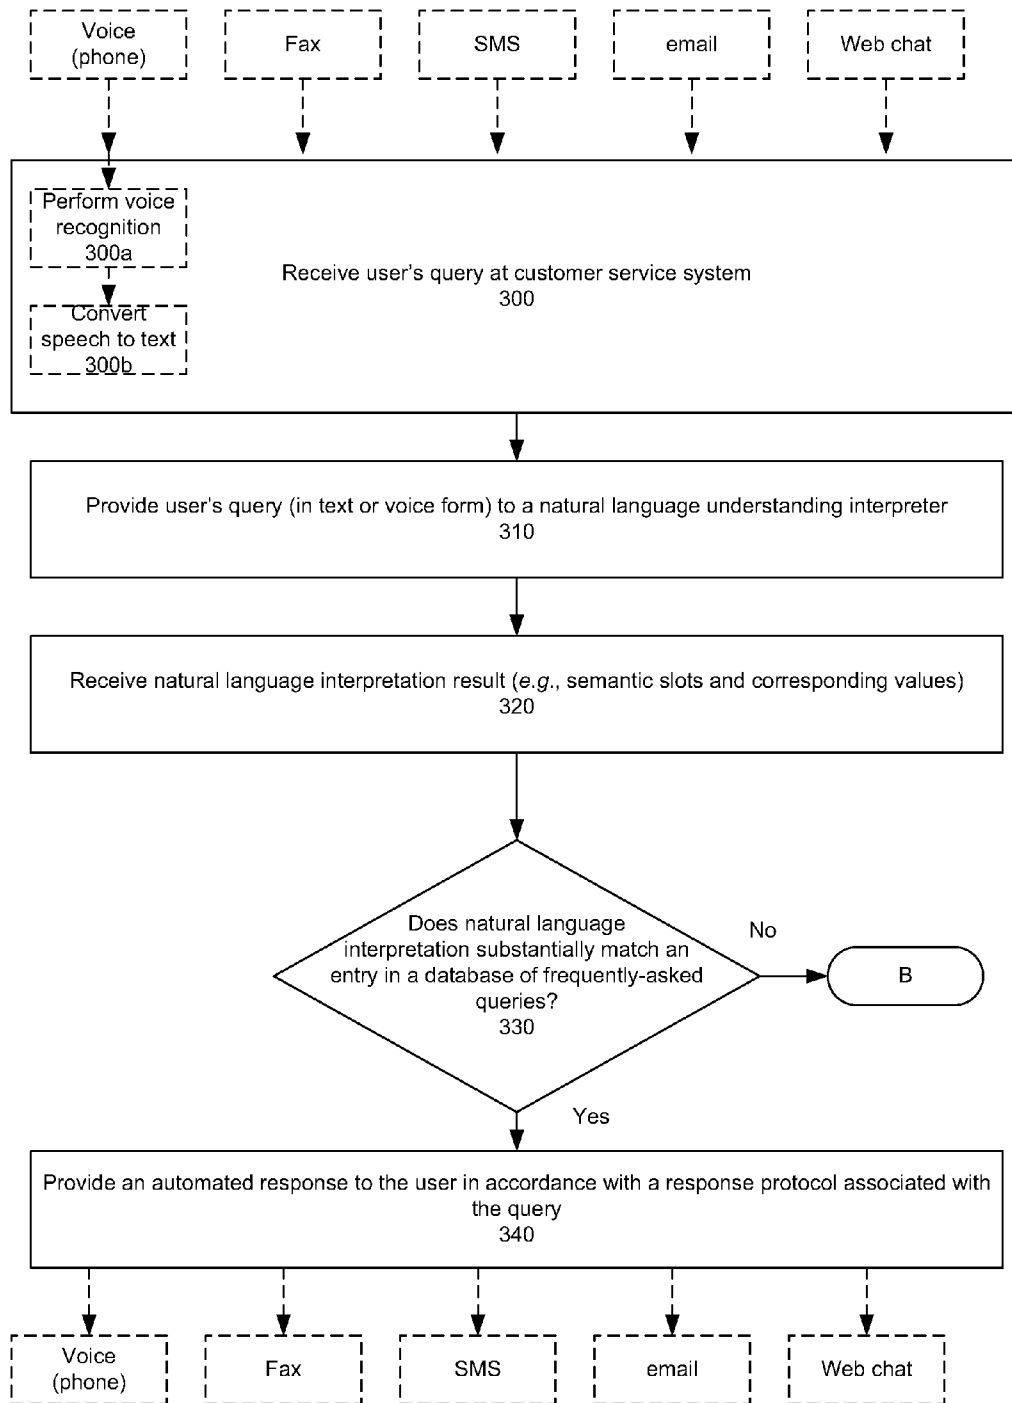 Voice
(phone)
Fax
SMS
email
Web chat
Perform voice
recognition
300a
Convert
speech to text
300b
Receive user's query at customer service system
300
Provide user's query (in text or voice form) to a natural language understanding interpreter
310
Receive natural language interpretation result (e.g., semantic slots and corresponding values)
320
Does natural language
interpretation substantially match an
entry in a database of frequently-asked
queries?
330
No
B
Yes
Provide an automated response to the user in accordance with a response protocol associated with
the query
340
Voice
(phone)
Fax
SMS
email
Web chat